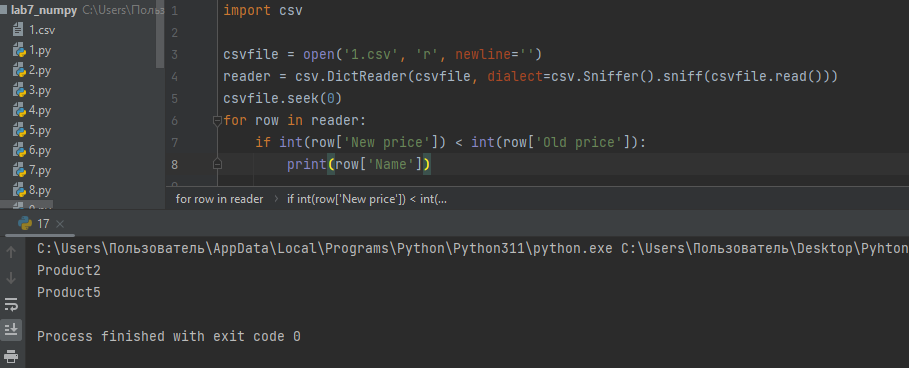 lab7_numpy C:\Users\Польз
1.csv
1.py
2.py
3.py
4.py
5.py
6.py
7.py
8.py
1 import csv
2
3 csvfile = open('1.csv', 'r', newline='')
4 reader = csv.DictReader(csvfile, dialect=csv.Sniffer().sniff(csvfile.read()))
5 csvfile.seek(0)
6 for row in reader:
7 if int(row['New price']) < int(row['Old price']):
8 print(row['Name'])
for row in reader › if int(row['New price']) < int(...
17 ×
C:\Users\Пользователь\AppData\Local\Programs\Python\Python311\python.exe C:\Users\Пользователь\Desktop\Pyhton
Product2
Product5
Process finished with exit code 0